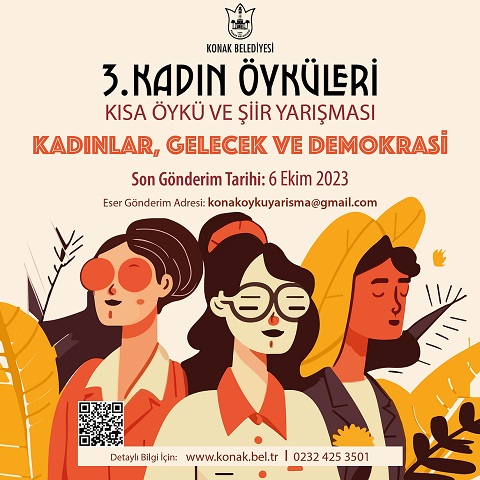 KONAK BELEDİYESİ
3.KADIN ÖYKÜLERİ
KISA ÖYKÜ VE ŞİİR YARIŞMASI
KADINLAR, GELECEK VE DEMOKRASİ
Son Gönderim Tarihi: 6 Ekim 2023
Eser Gönderim Adresi: konakoykuyarisma@gmail.com
Detaylı Bilgi İçin: www.konak.bel.tr | 0232 425 3501